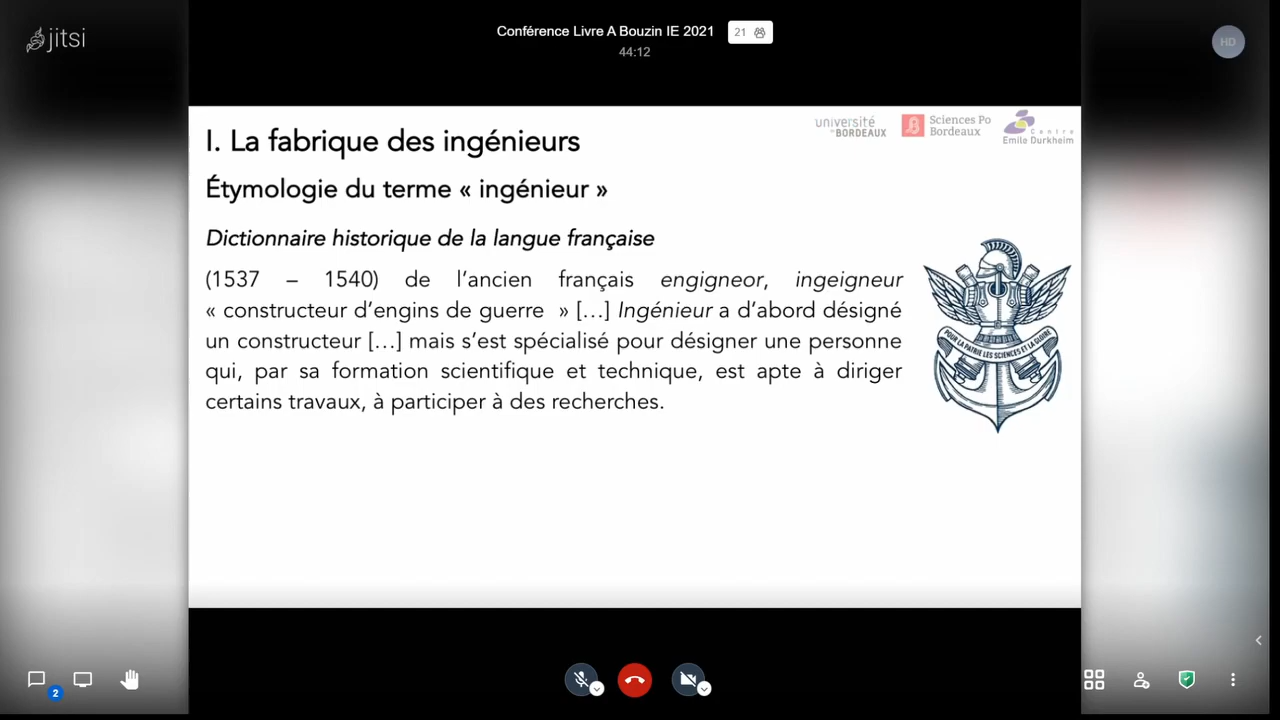 jitsi
Conférence Livre A Bouzin IE 2021
21
44:12
HD
université
de BORDEAUX
Sciences Po
Bordeaux
Centre
Emile Durkheim
I. La fabrique des ingénieurs
Étymologie du terme « ingénieur »
Dictionnaire historique de la langue française
(1537 – 1540) de l’ancien français engigneor, ingeigneur
« constructeur d’engins de guerre » […] Ingénieur a d’abord désigné
un constructeur […] mais s’est spécialisé pour désigner une personne
qui, par sa formation scientifique et technique, est apte à diriger
certains travaux, à participer à des recherches.
POUR LA PATRIE LES SCIENCES ET LA GLOIRE
2